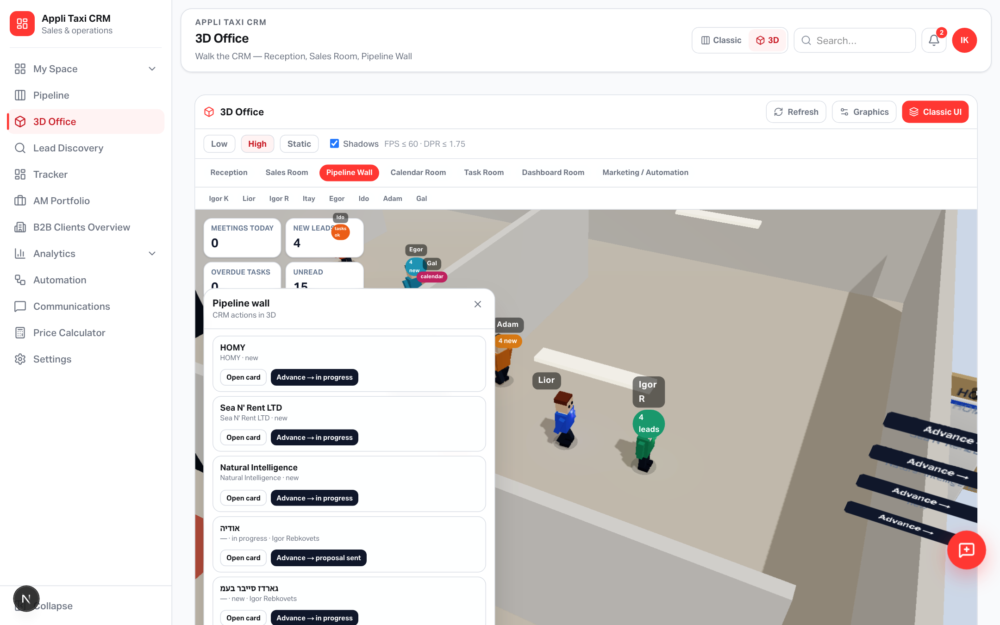 Appli Taxi CRM
Sales & operations
My Space
Pipeline
3D Office
Lead Discovery
Tracker
AM Portfolio
B2B Clients Overview
Analytics
Automation
Communications
Price Calculator
Settings
N
Collapse
APPLI TAXI CRM
3D Office
Walk the CRM — Reception, Sales Room, Pipeline Wall
Classic
3D
Search...
2
IK
3D Office
Refresh
Graphics
Classic UI
Low
High
Static
Shadows
FPS ≤ 60 · DPR ≤ 1.75
Reception
Sales Room
Pipeline Wall
Calendar Room
Task Room
Dashboard Room
Marketing / Automation
Igor K
Lior
Igor R
Itay
Egor
Ido
Adam
Gal
MEETINGS TODAY
0
NEW LEADS
4
OVERDUE TASKS
0
UNREAD
15
Ido
tasks
ok
Egor
4
new
Gal
calendar
Adam
4 new
Lior
Igor
R
4
leads
Pipeline wall
CRM actions in 3D
HOMY
HOMY · new
Open card
Advance → in progress
Sea N' Rent LTD
Sea N' Rent LTD · new
Open card
Advance → in progress
Natural Intelligence
Natural Intelligence · new
Open card
Advance → in progress
אודיה
— · in progress · Igor Rebkovets
Open card
Advance → proposal sent
גארדז סייבר בעמ
— · new · Igor Rebkovets
Open card
Advance → in progress
Advance
Advance →
Advance →
Advance →